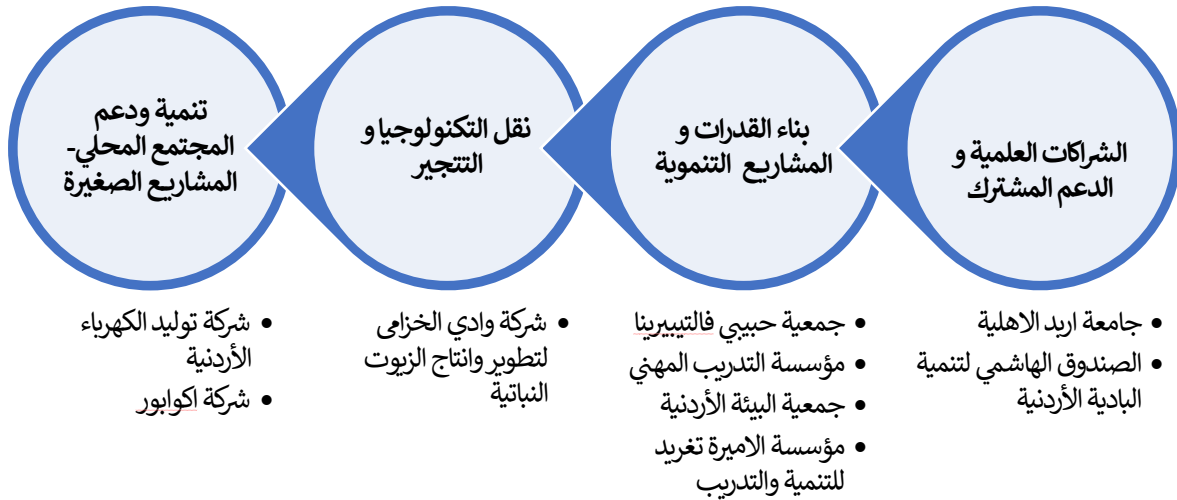 الشراكات العلمية و
الدعم المشترك
• جامعة اربد الاهلية
• الصندوق الهاشمي لتنمية
البادية الأردنية
بناء القدرات و
المشاريع التنموية
• جمعية حبيبي فالتيبيرينا
• مؤسسة التدريب المهني
• جمعية البيئة الأردنية
• مؤسسة الاميرة تغريد
للتنمية والتدريب
نقل التكنولوجيا و
التتجير
• شركة وادي الخزامى
لتطوير وانتاج الزيوت
النباتية
تنمية ودعم
المجتمع المحلي-
المشاريع الصغيرة
• شركة توليد الكهرباء
الأردنية
• شركة اكوابور